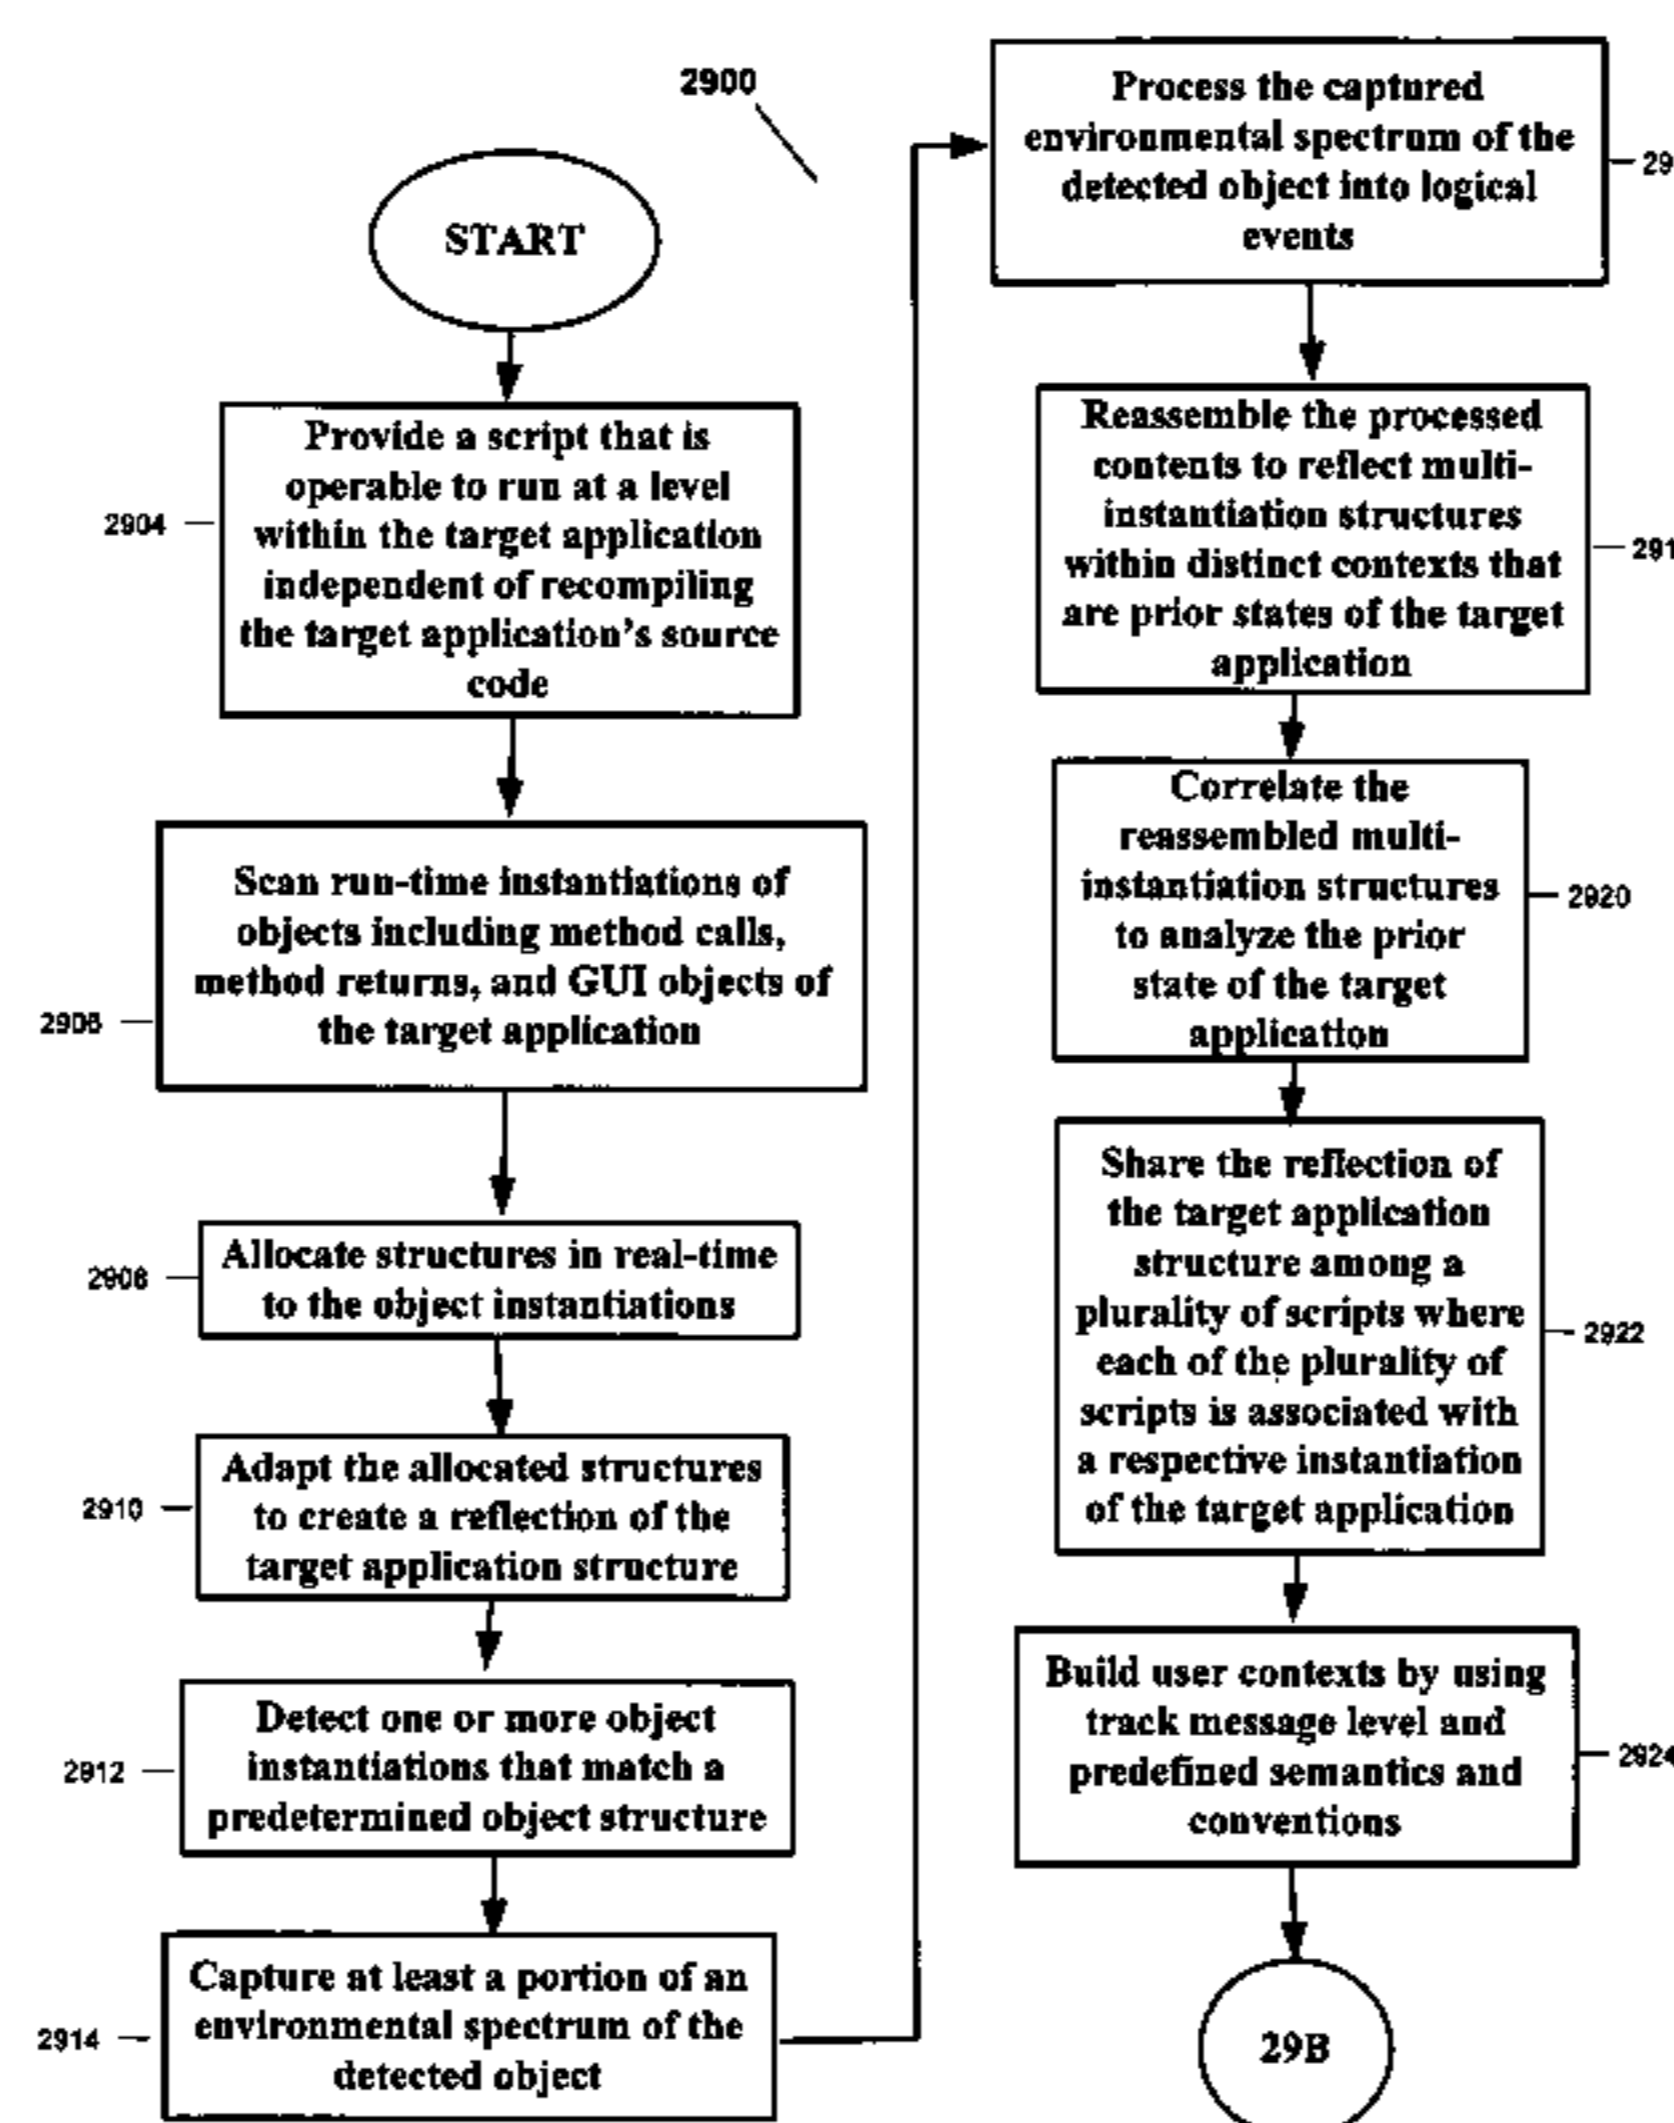 2900
START
2904
Provide a script that is
operable to run at a level
within the target application
independent of recompiling
the target application's source
code
2906
Scan run-time instantiations of
objects including method calls,
method returns, and GUI objects of
the target application
2908
Allocate structures in real-time
to the object instantiations
2910
Adapt the allocated structures
to create a reflection of the
target application structure
2912
Detect one or more object
instantiations that match a
predetermined object structure
2914
Capture at least a portion of an
environmental spectrum of the
detected object
Process the captured
environmental spectrum of the
detected object into logical
events
29
Reassemble the processed
contents to reflect multi-
instantiation structures
within distinct contexts that
are prior states of the target
application
291
Correlate the
reassembled multi-
instantiation structures
to analyze the prior
state of the target
application
2920
Share the reflection of
the target application
structure among a
plurality of scripts where
each of the plurality of
scripts is associated with
a respective instantiation
of the target application
2922
Build user contexts by using
track message level and
predefined semantics and
conventions
2924
29B